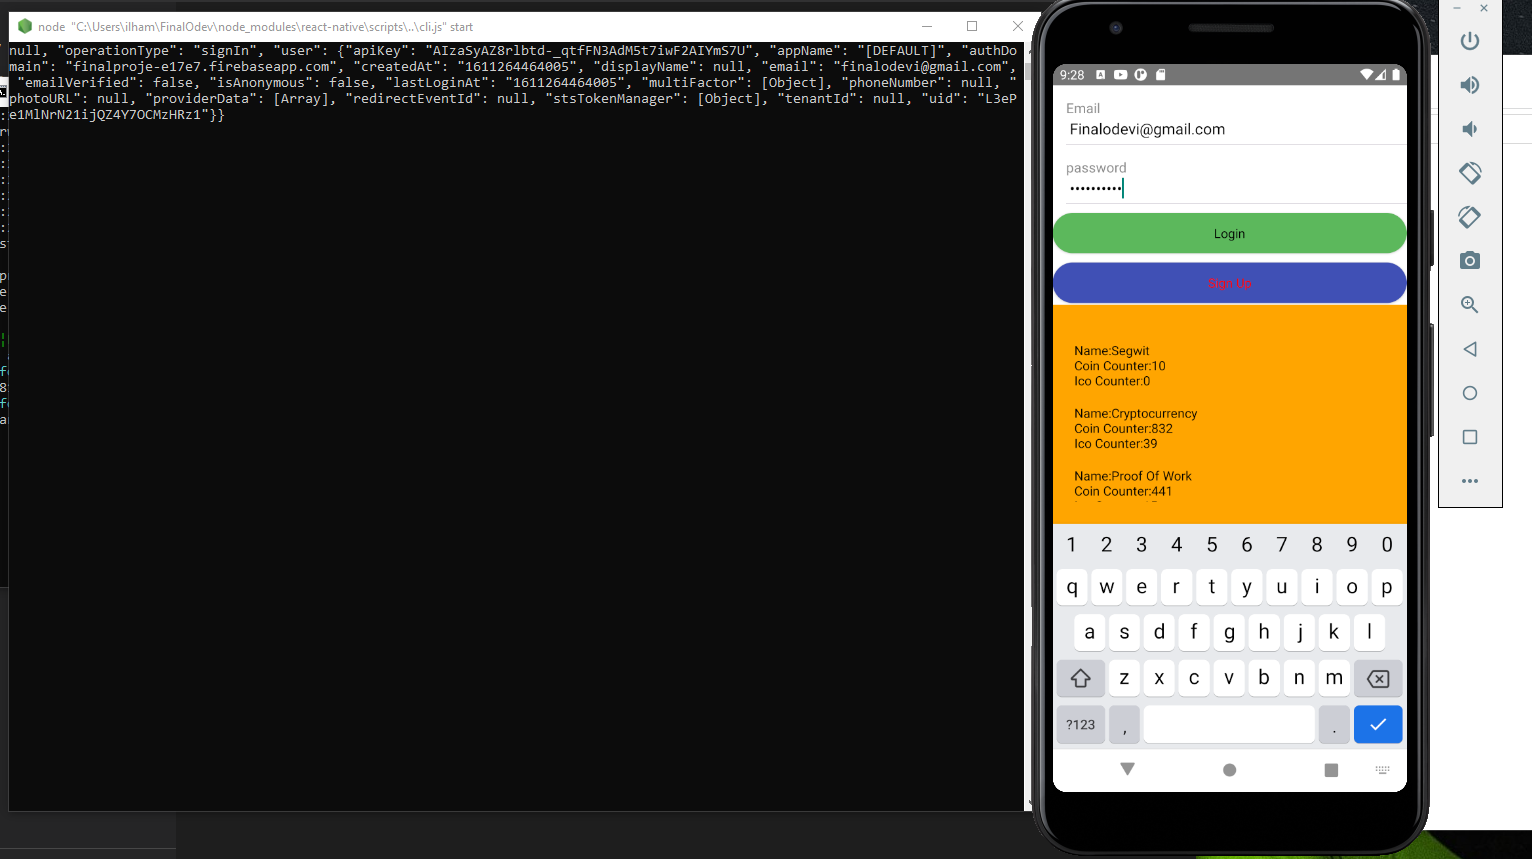 node "C:\Users\ilham\FinalOdev\node_modules\react-native\scripts\..\cli.js" start
null, "operationType": "signIn", "user": {"apiKey": "AIzaSyAZ8rlbtd-_qtfFN3AdM5t7iwF2AIYmS7U", "appName": "[DEFAULT]", "authDo
main": "finalproje-e17e7.firebaseapp.com", "createdAt": "1611264464005", "displayName": null, "email": "finalodevi@gmail.com",
"emailVerified": false, "isAnonymous": false, "lastLoginAt": "1611264464005", "multiFactor": [Object], "phoneNumber": null, "
photoURL": null, "providerData": [Array], "redirectEventId": null, "stsTokenManager": [Object], "tenantId": null, "uid": "L3eP
e1MlNrN21ijQZ4Y7OCMzHRz1"}}
9:28
Email
Finalodevi@gmail.com
password
••••••••••
Login
Sign Up
Name:Segwit
Coin Counter:10
Ico Counter:0
Name:Cryptocurrency
Coin Counter:832
Ico Counter:39
Name:Proof Of Work
Coin Counter:441
1 2 3 4 5 6 7 8 9 0
q w e r t y u i o p
a s d f g h j k l
z x c v b n m
?123 , .